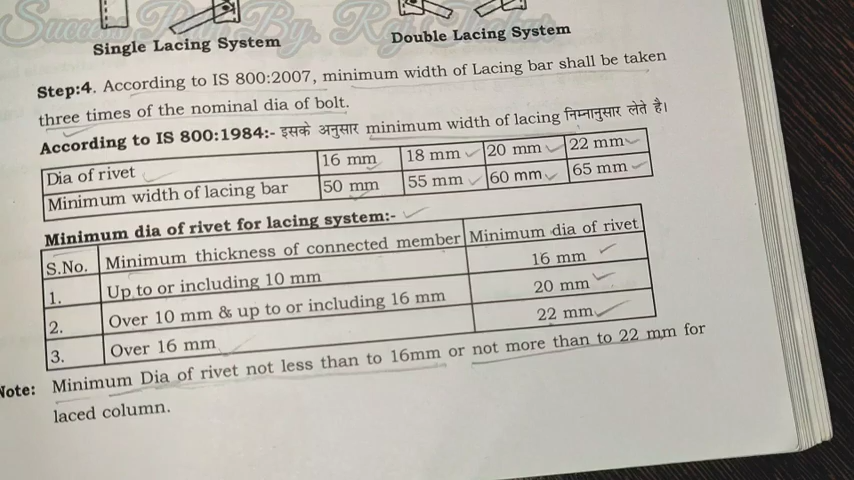 Single Lacing System
Double Lacing System
Step:4. According to IS 800:2007, minimum width of Lacing bar shall be taken
three times of the nominal dia of bolt.
According to IS 800:1984:- इसके अनुसार minimum width of lacing निम्नानुसार लेते है।
Dia of rivet 16 mm 18 mm 20 mm 22 mm
Minimum width of lacing bar 50 mm 55 mm 60 mm 65 mm
Minimum dia of rivet for lacing system:-
S.No. Minimum thickness of connected member Minimum dia of rivet
1. Up to or including 10 mm 16 mm
2. Over 10 mm & up to or including 16 mm 20 mm
3. Over 16 mm 22 mm
Note: Minimum Dia of rivet not less than to 16mm or not more than to 22 mm for
laced column.